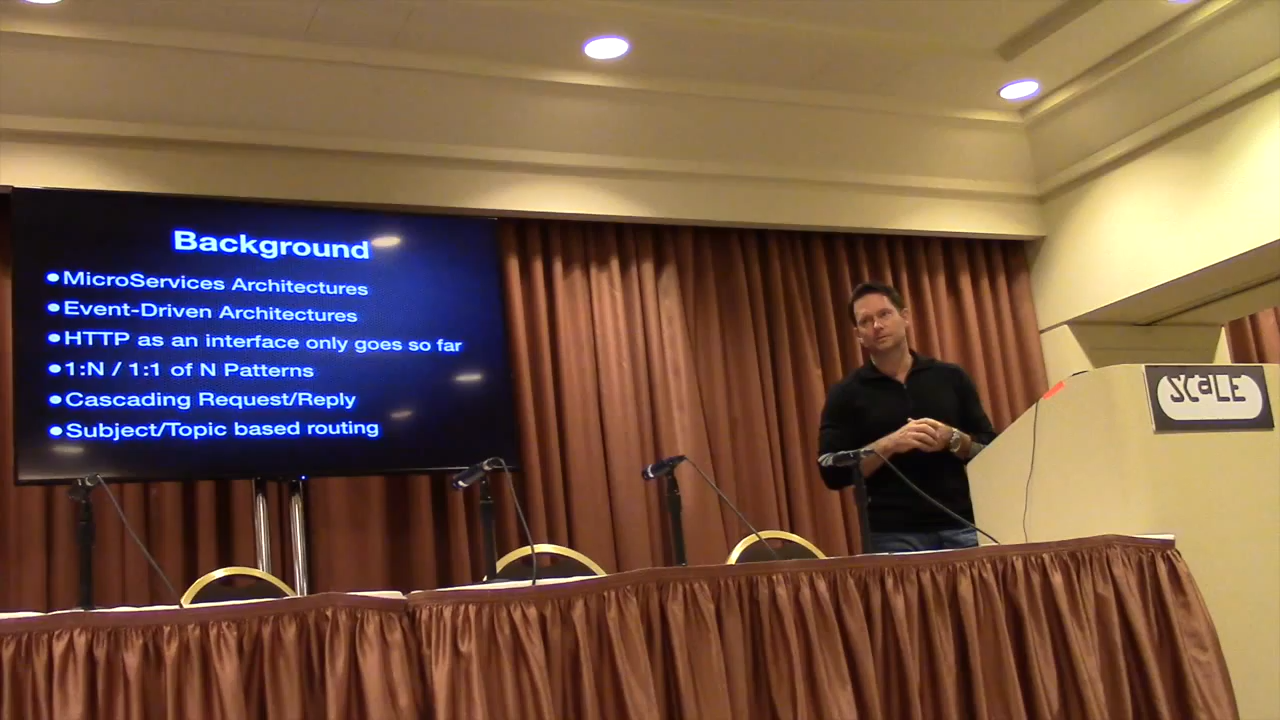 Background
•MicroServices Architectures
•Event-Driven Architectures
•HTTP as an interface only goes so far
•1:N / 1:1 of N Patterns
•Cascading Request/Reply
•Subject/Topic based routing
SCaLE